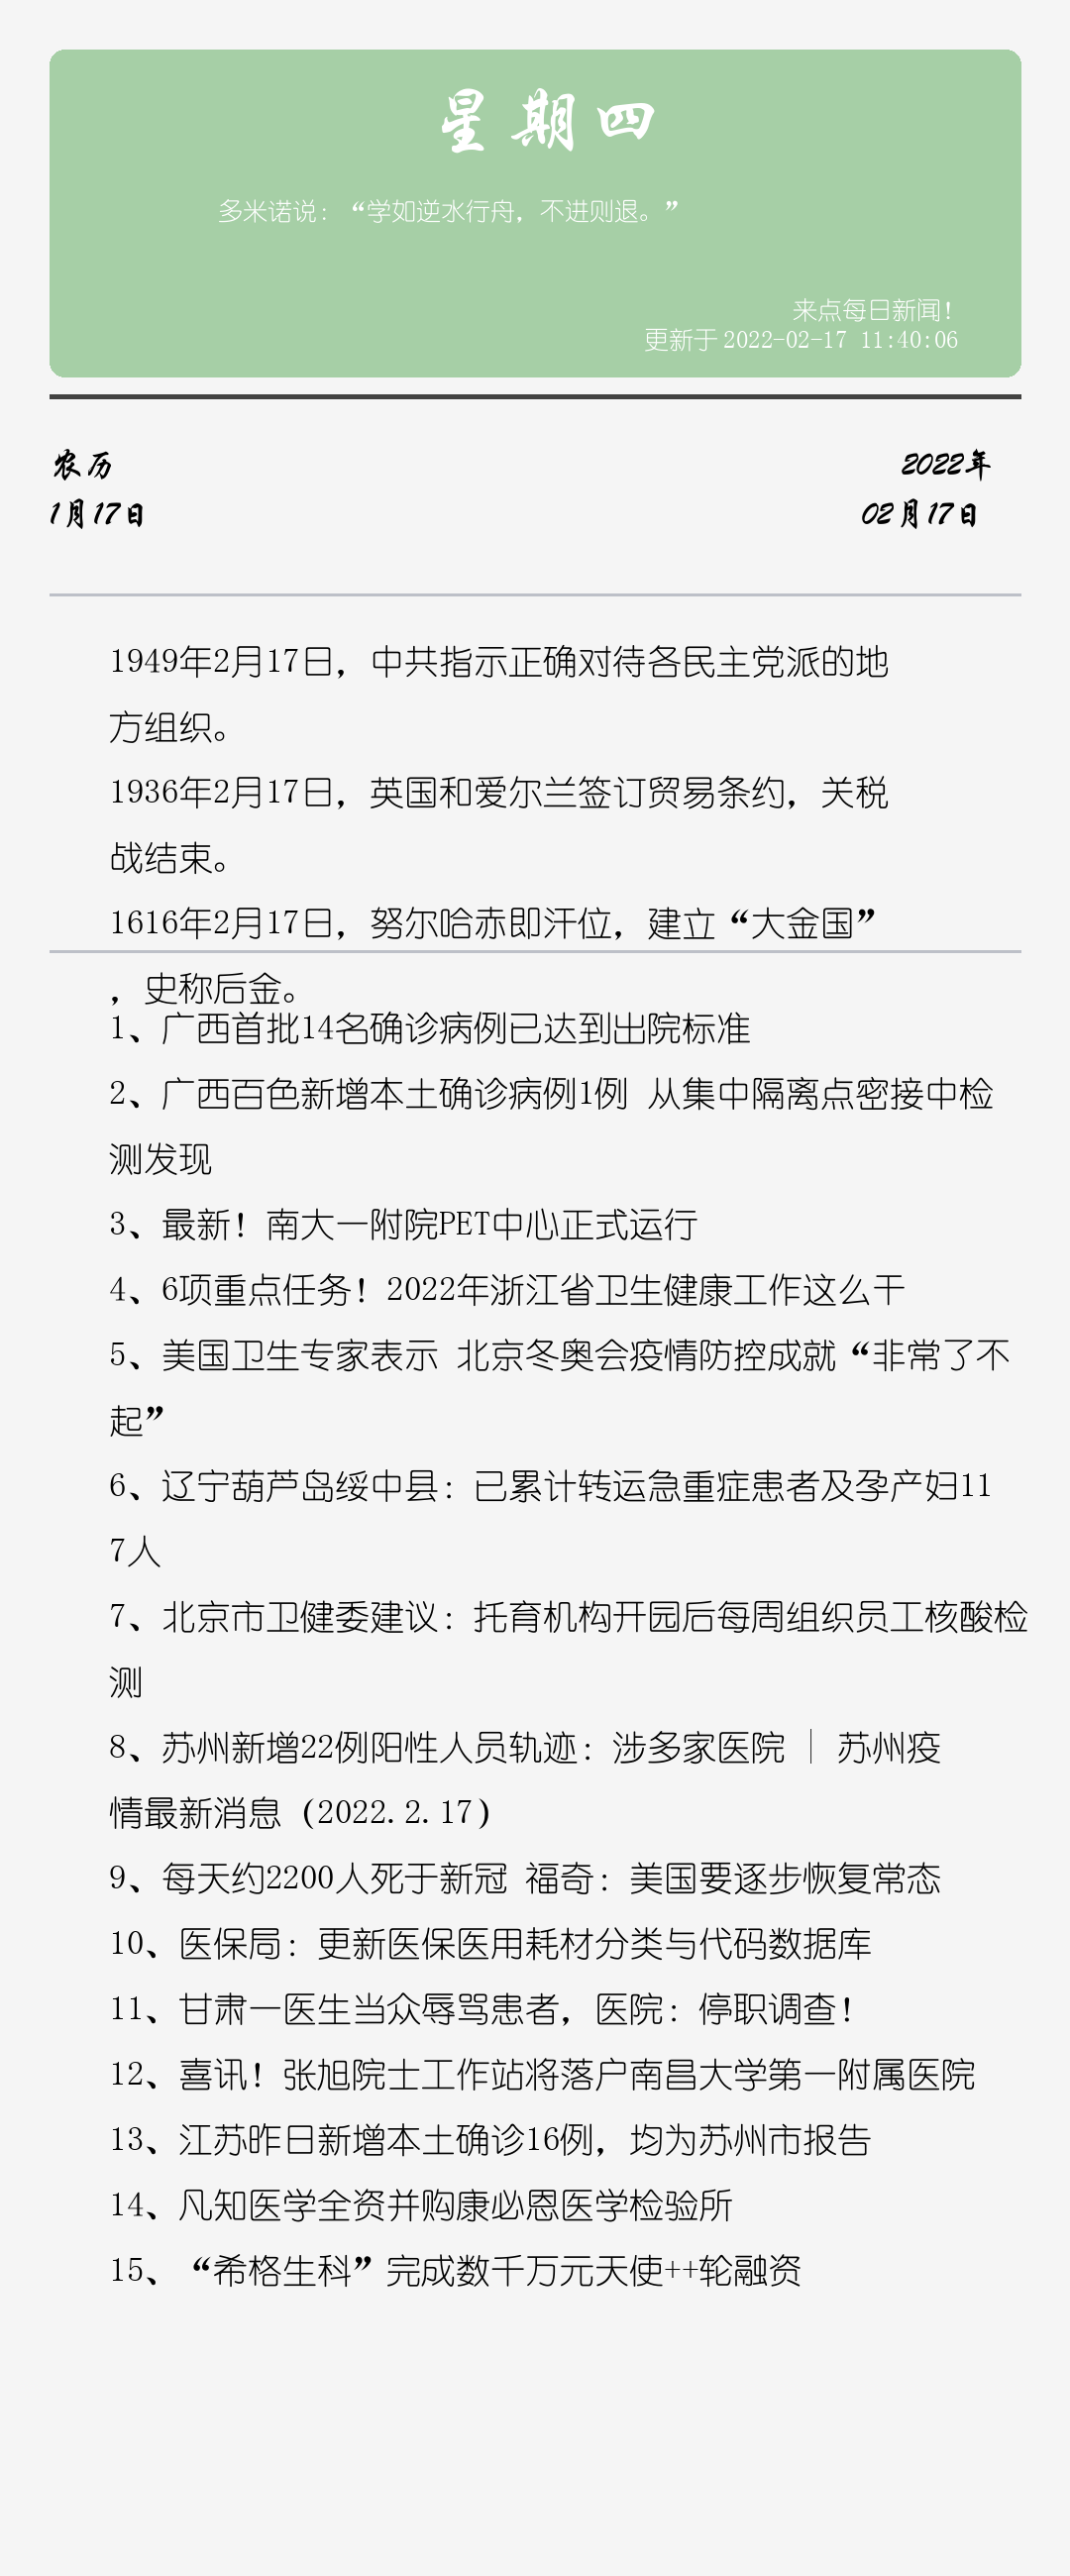 星期四
多米诺说：“学如逆水行舟，不进则退。”
来点每日新闻！
更新于 2022-02-17 11:40:06
农历
2022年
1月17日
02月17日
1949年2月17日，中共指示正确对待各民主党派的地
方组织。
1936年2月17日，英国和爱尔兰签订贸易条约，关税
战结束。
1616年2月17日，努尔哈赤即汗位，建立“大金国”
，史称后金。
1、广西首批14名确诊病例已达到出院标准
2、广西百色新增本土确诊病例1例 从集中隔离点密接中检
测发现
3、最新！南大一附院PET中心正式运行
4、6项重点任务！2022年浙江省卫生健康工作这么干
5、美国卫生专家表示 北京冬奥会疫情防控成就“非常了不
起”
6、辽宁葫芦岛绥中县：已累计转运急重症患者及孕产妇11
7人
7、北京市卫健委建议：托育机构开园后每周组织员工核酸检
测
8、苏州新增22例阳性人员轨迹：涉多家医院 | 苏州疫
情最新消息（2022.2.17）
9、每天约2200人死于新冠 福奇：美国要逐步恢复常态
10、医保局：更新医保医用耗材分类与代码数据库
11、甘肃一医生当众辱骂患者，医院：停职调查！
12、喜讯！张旭院士工作站将落户南昌大学第一附属医院
13、江苏昨日新增本土确诊16例，均为苏州市报告
14、凡知医学全资并购康必恩医学检验所
15、“希格生科”完成数千万元天使++轮融资